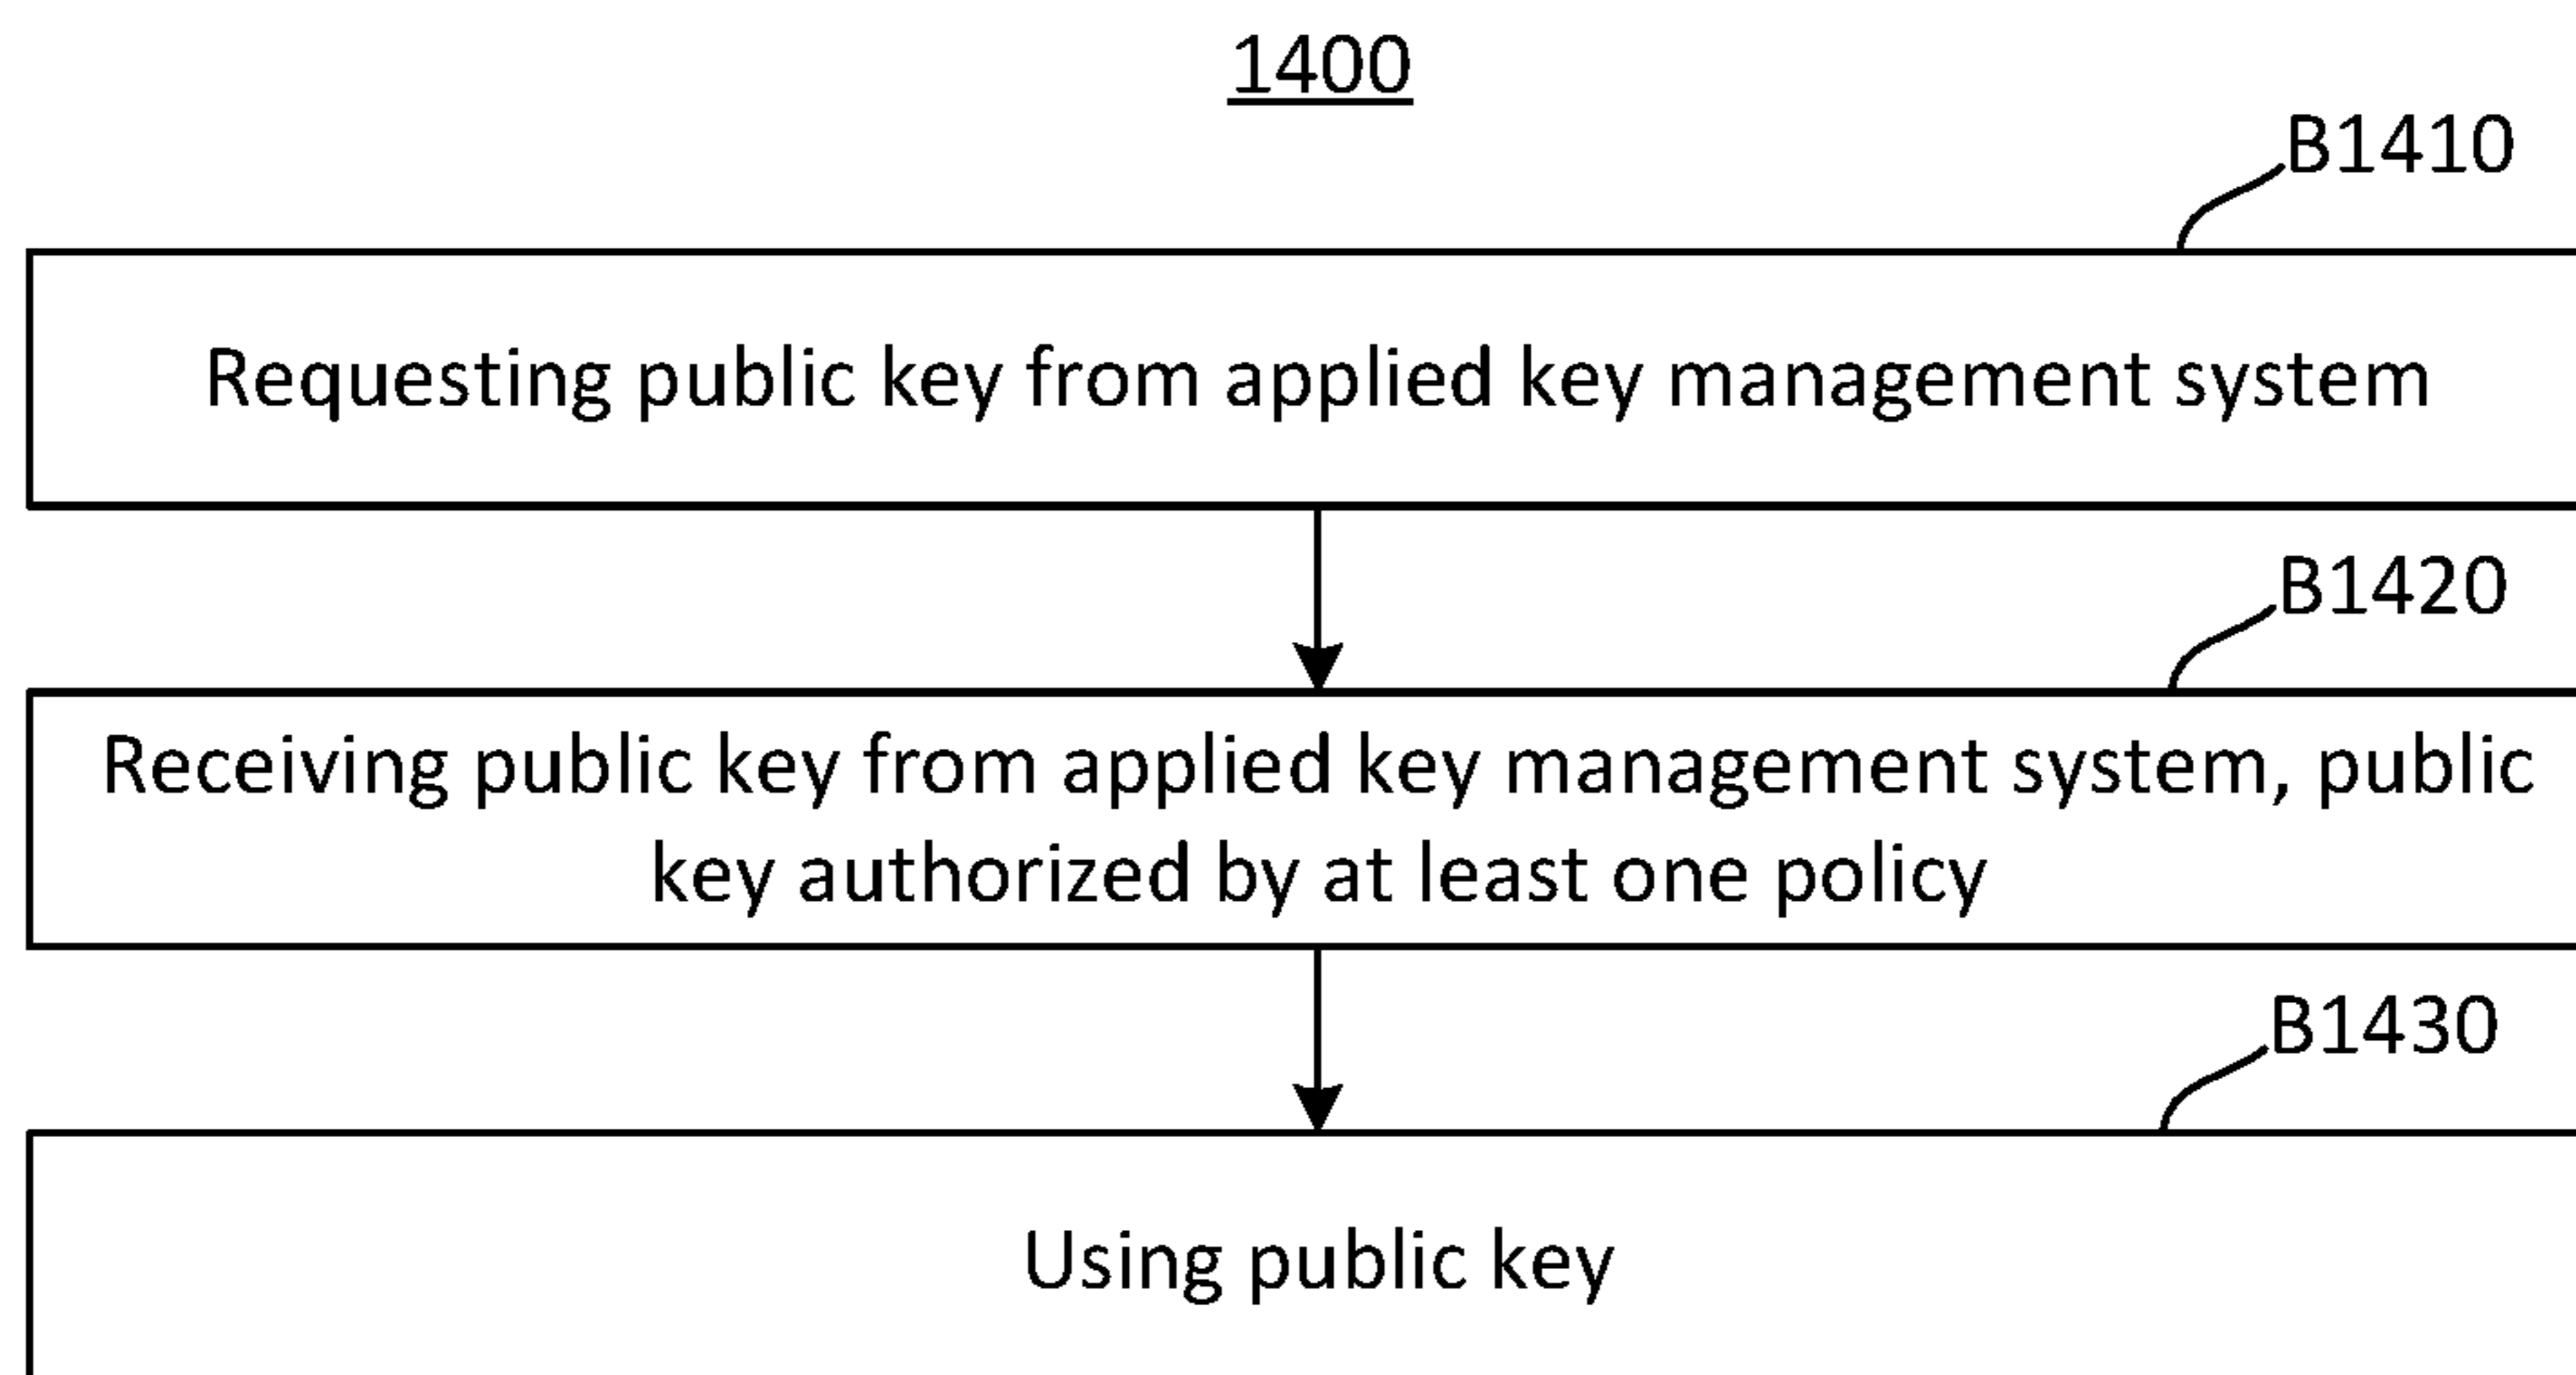 1400
B1410
Requesting public key from applied key management system
B1420
Receiving public key from applied key management system, public
key authorized by at least one policy
B1430
Using public key